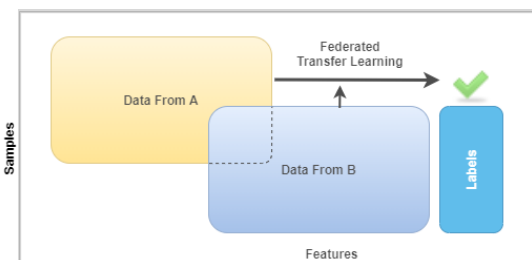 Federated
Transfer Learning
Data From A
Samples
Data From B
Labels
Features